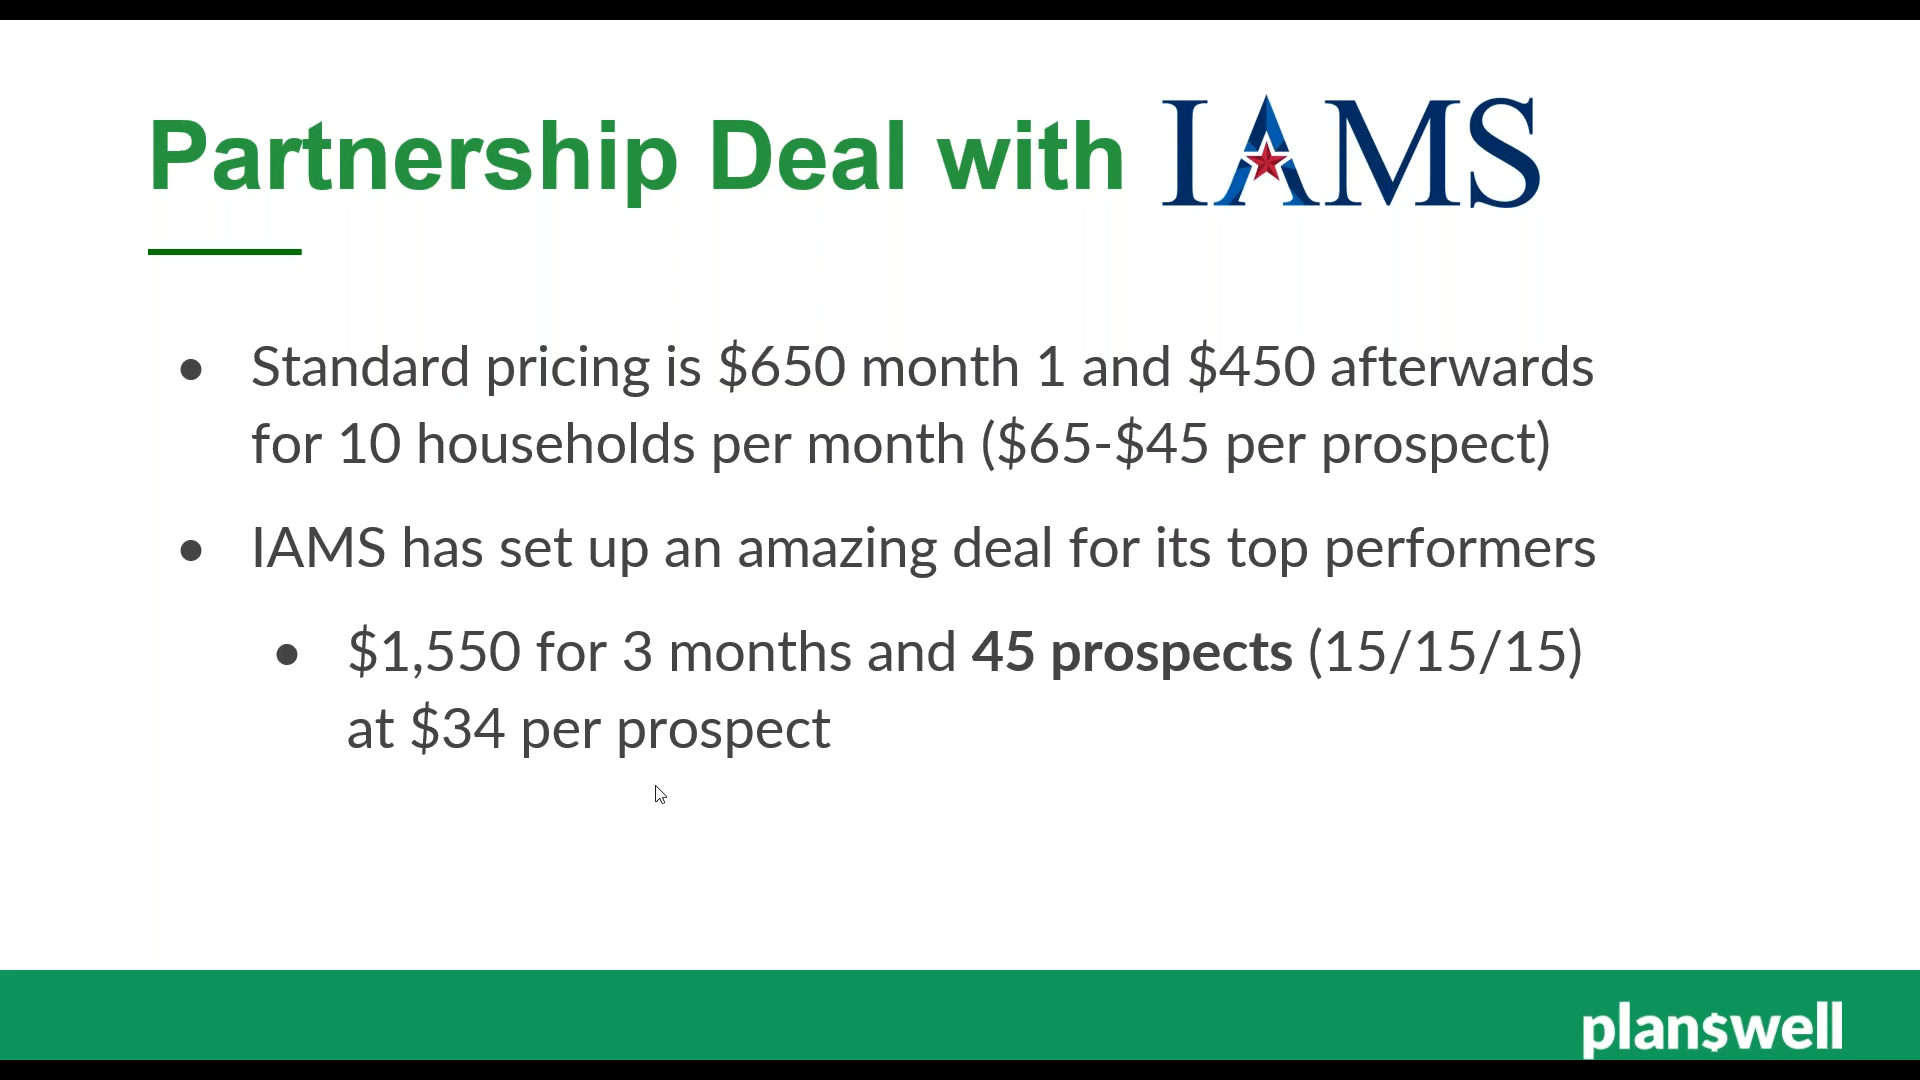 Partnership Deal with IAMS
• Standard pricing is $650 month 1 and $450 afterwards
for 10 households per month ($65-$45 per prospect)
• IAMS has set up an amazing deal for its top performers
• $1,550 for 3 months and 45 prospects (15/15/15)
at $34 per prospect
plan$well